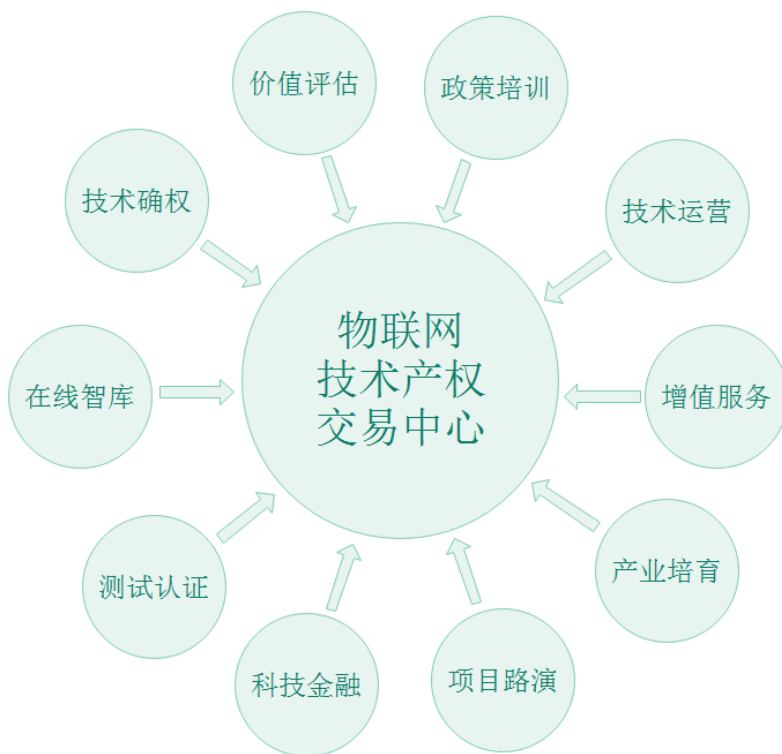 价值评估
政策培训
技术确权
技术运营
物联网
技术产权
交易中心
在线智库
增值服务
测试认证
产业培育
科技金融
项目路演